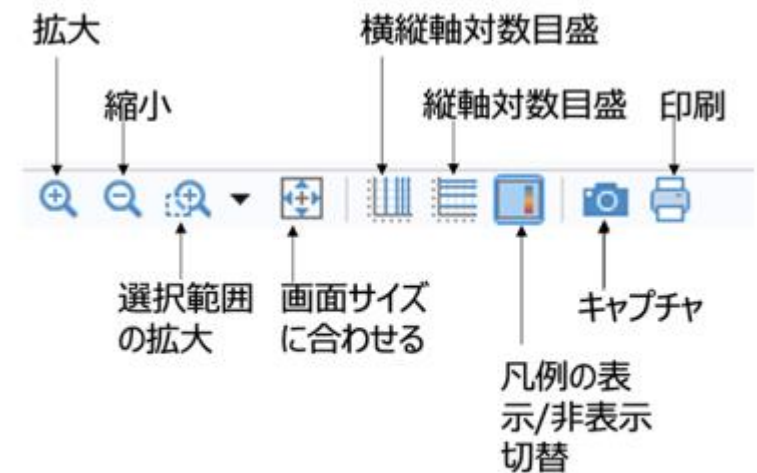 拡大
横縦軸対数目盛
縮小
縦軸対数目盛
印刷
選択範囲
の拡大
画面サイズ
に合わせる
キャプチャ
凡例の表
示/非表示
切替